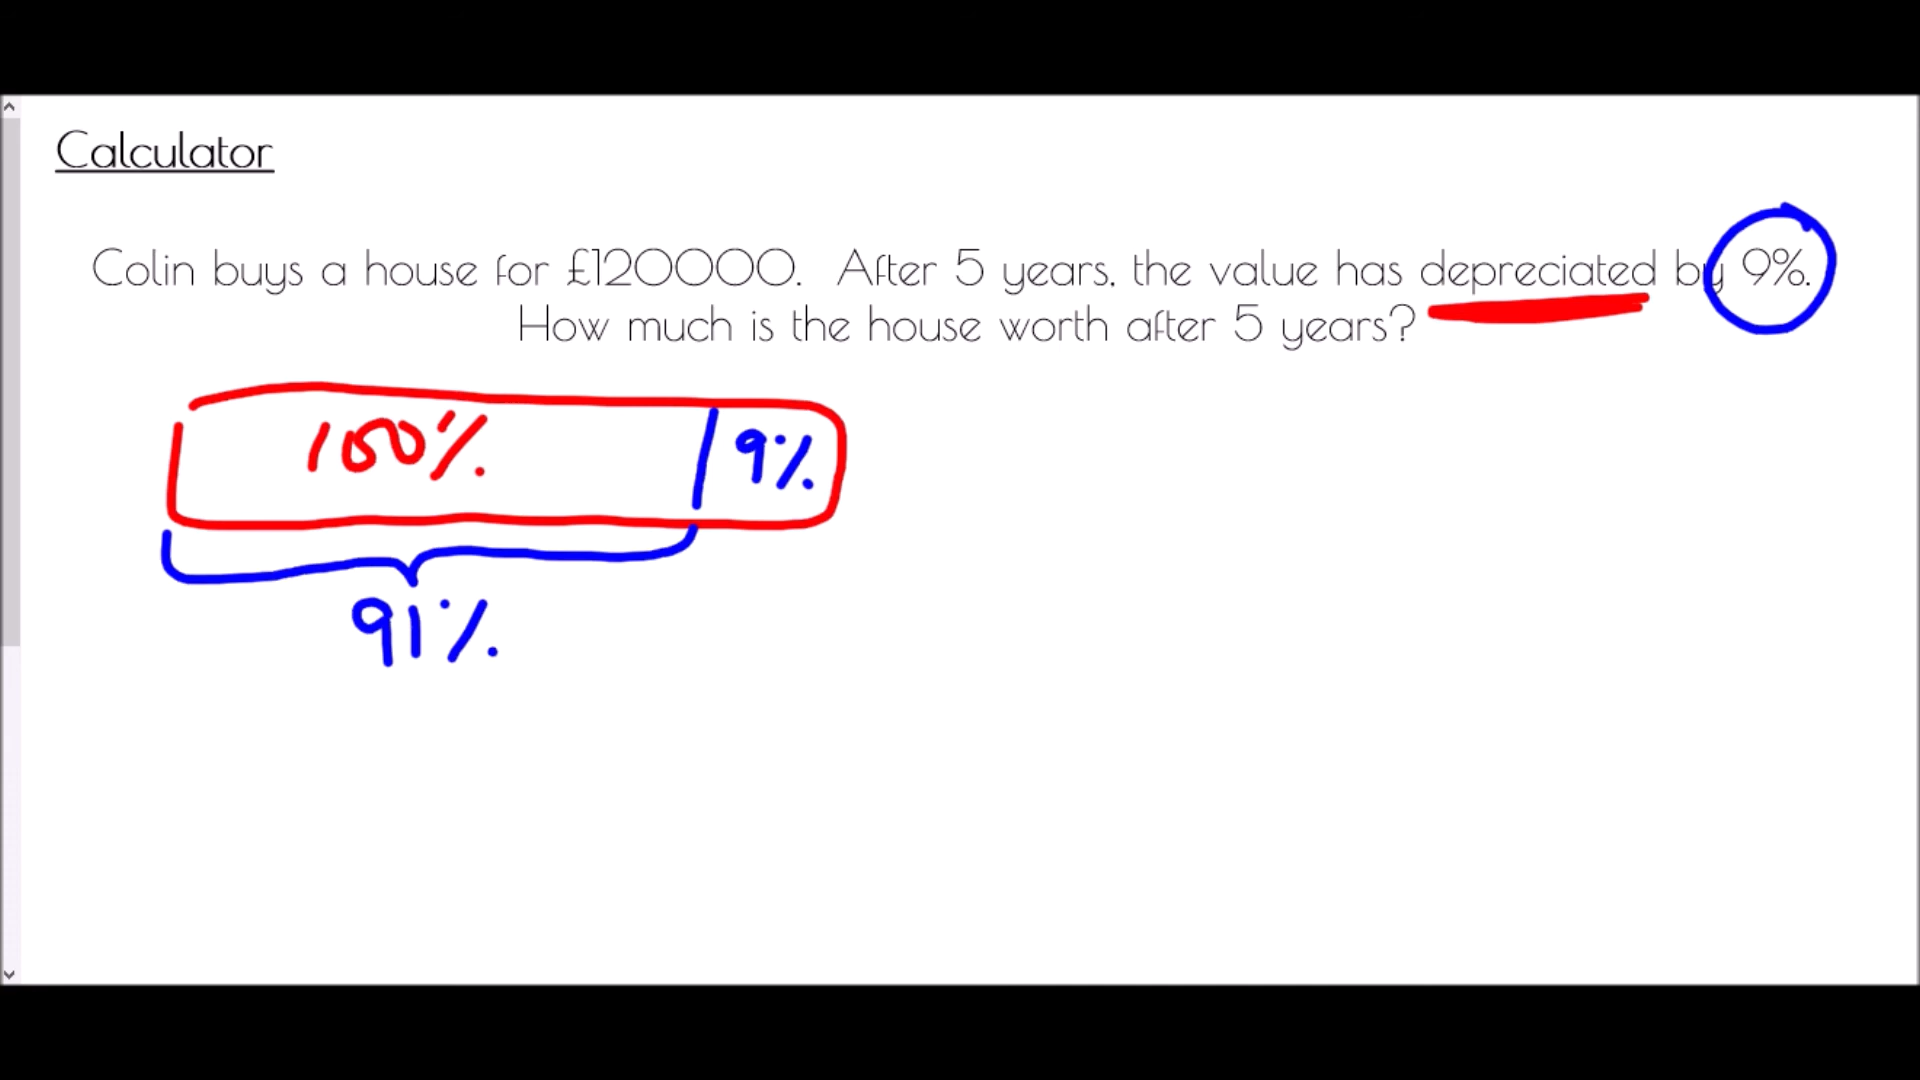 Calculator
Colin buys a house for £120000. After 5 years, the value has depreciated by 9%.
How much is the house worth after 5 years?
100%
9%
91%